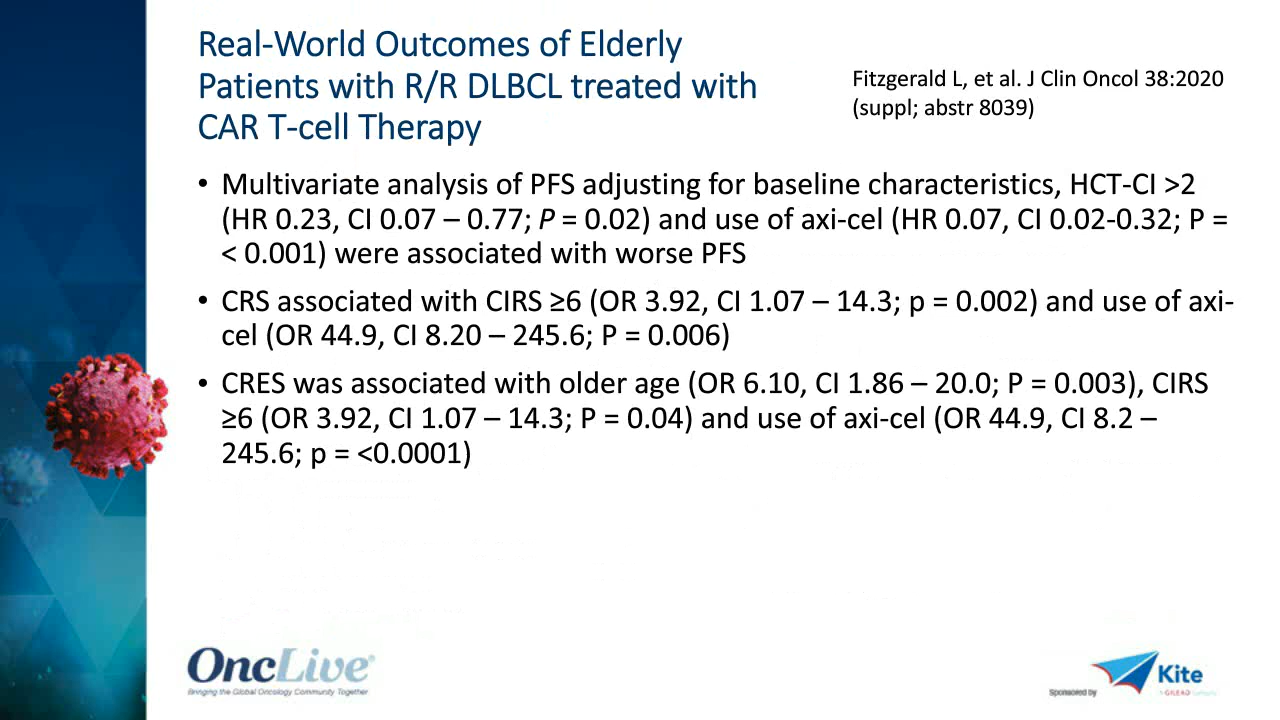 Real-World Outcomes of Elderly
Patients with R/R DLBCL treated with
CAR T-cell Therapy
Fitzgerald L, et al. J Clin Oncol 38:2020
(suppl; abstr 8039)
• Multivariate analysis of PFS adjusting for baseline characteristics, HCT-CI >2
(HR 0.23, CI 0.07 – 0.77; P = 0.02) and use of axi-cel (HR 0.07, CI 0.02-0.32; P =
< 0.001) were associated with worse PFS
• CRS associated with CIRS ≥6 (OR 3.92, CI 1.07 – 14.3; p = 0.002) and use of axi-
cel (OR 44.9, CI 8.20 – 245.6; P = 0.006)
• CRES was associated with older age (OR 6.10, CI 1.86 – 20.0; P = 0.003), CIRS
≥6 (OR 3.92, CI 1.07 – 14.3; P = 0.04) and use of axi-cel (OR 44.9, CI 8.2 –
245.6; p = <0.0001)
OncLive®
Bringing the Global Oncology Community Together
Sponsored by
Kite
A GILEAD Company